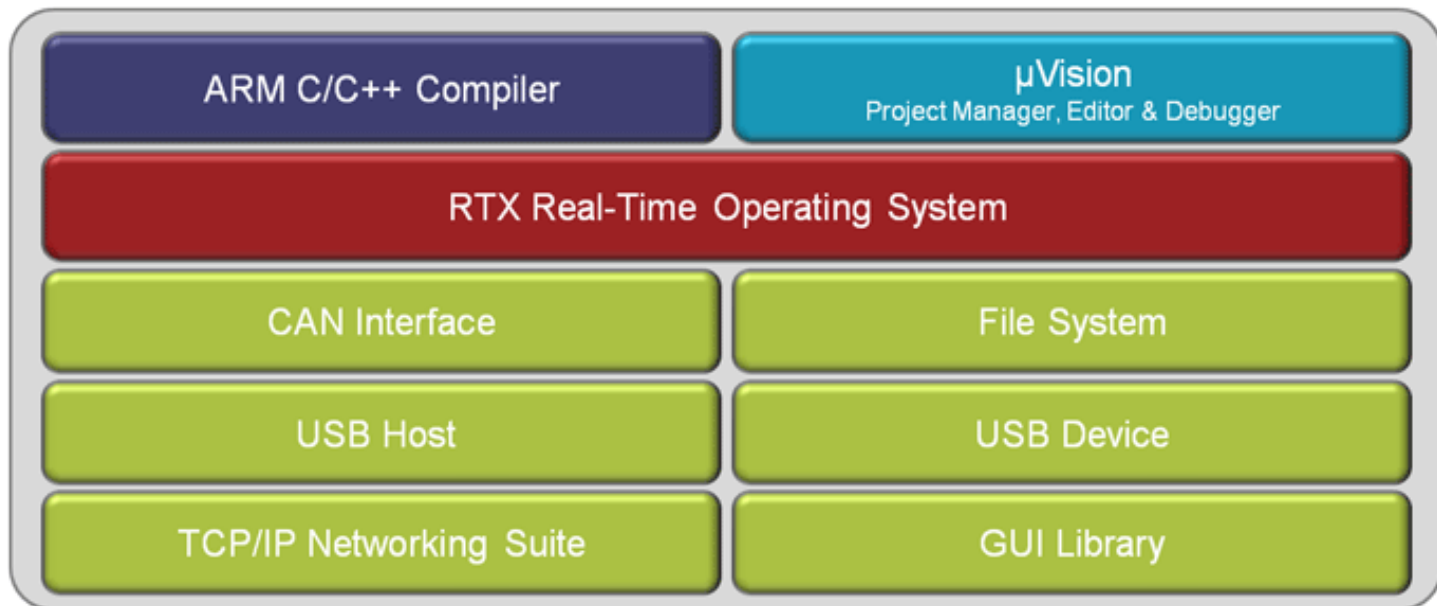 ARM C/C++ Compiler
µVision
Project Manager, Editor & Debugger
RTX Real-Time Operating System
CAN Interface
File System
USB Host
USB Device
TCP/IP Networking Suite
GUI Library